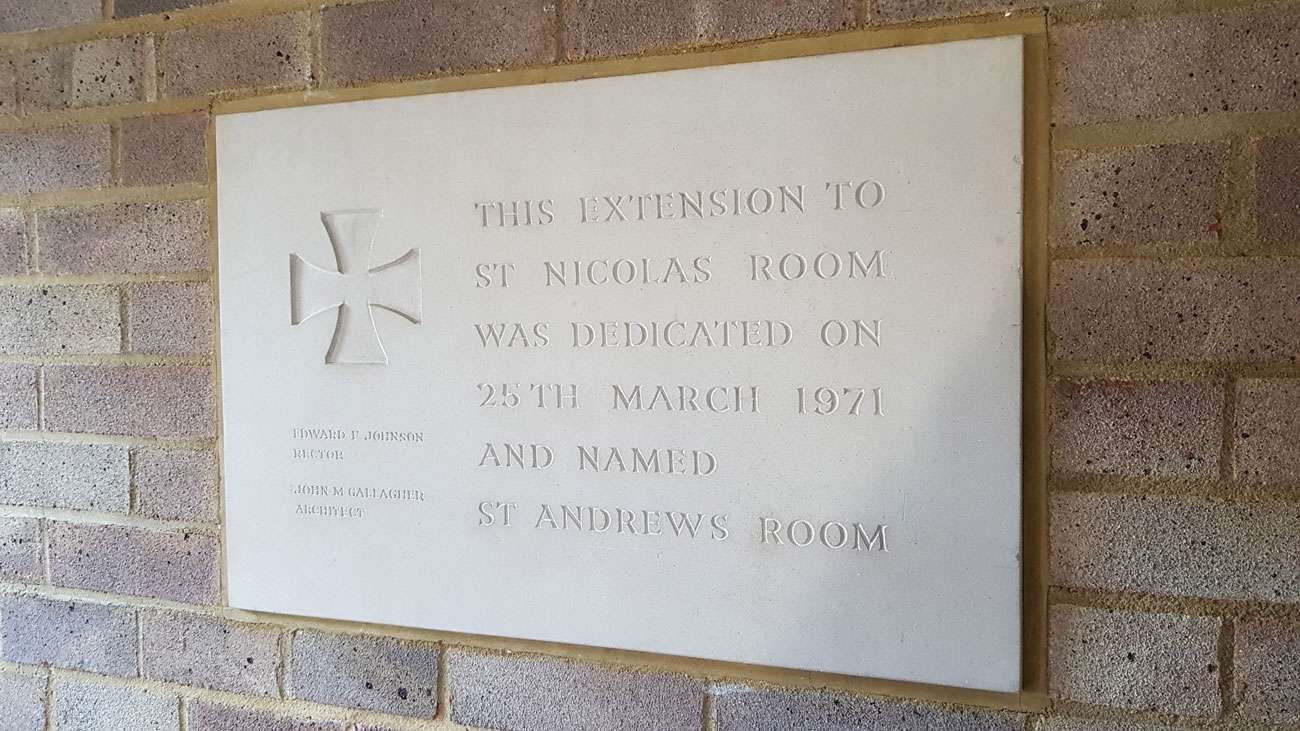 THIS EXTENSION TO
ST NICOLAS ROOM
WAS DEDICATED ON
25TH MARCH 1971
AND NAMED
ST ANDREWS ROOM
EDWARD F JOHNSON
RECTOR
JOHN M GALLAGHER
ARCHITECT